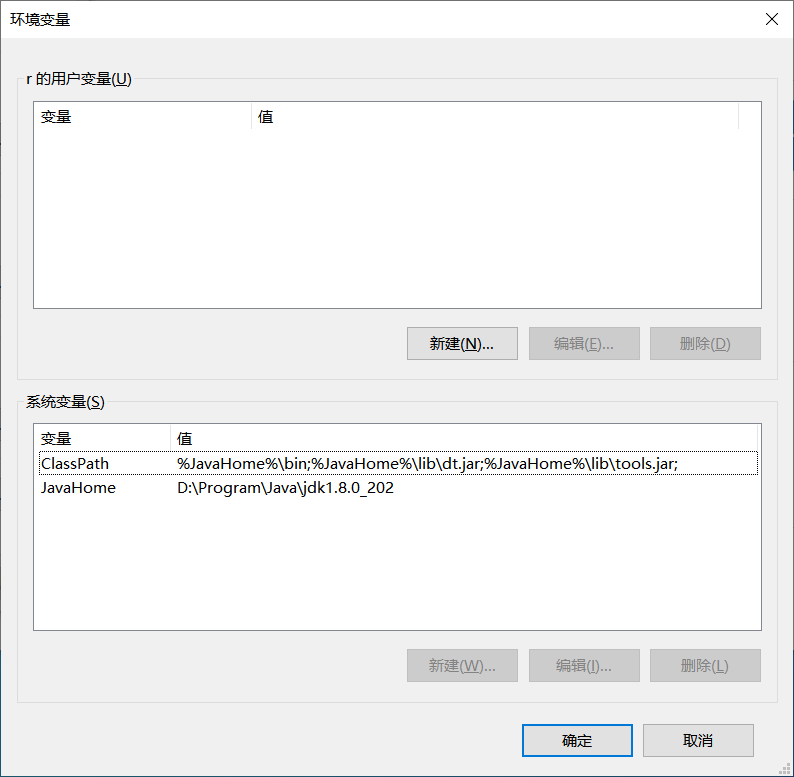 环境变量
r 的用户变量(U)
变量 值
新建(N)... 编辑(E)... 删除(D)
系统变量(S)
变量 值
ClassPath %JavaHome%\bin;%JavaHome%\lib\dt.jar;%JavaHome%\lib\tools.jar;
JavaHome D:\Program\Java\jdk1.8.0_202
新建(W)... 编辑(I)... 删除(L)
确定 取消